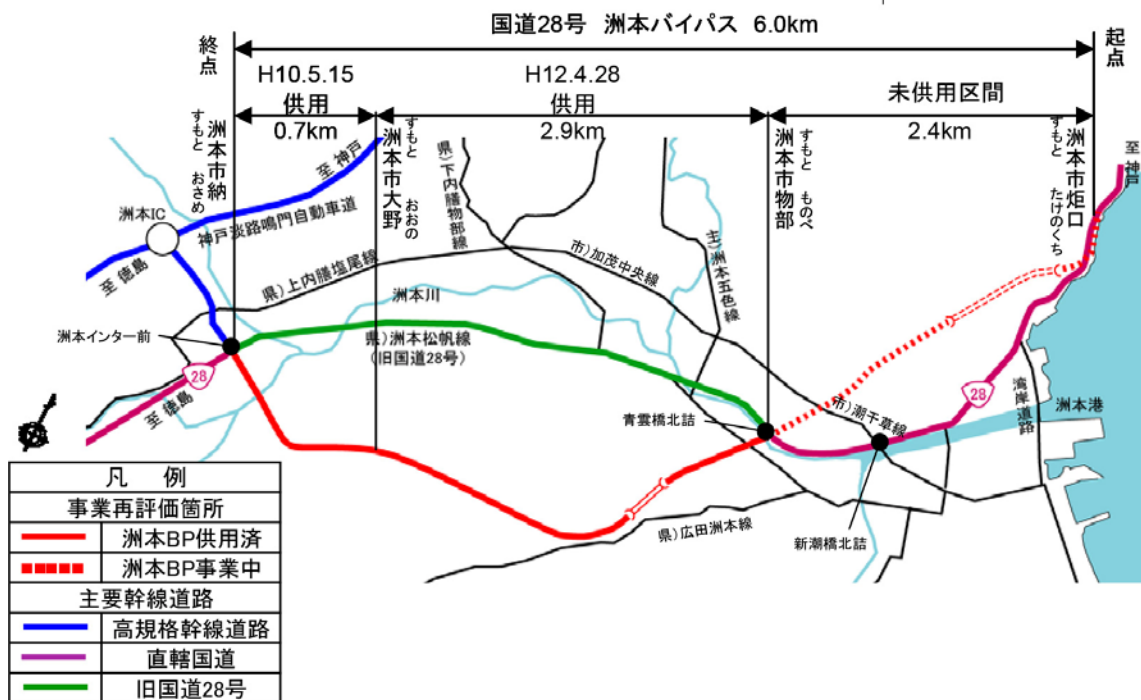 国道28号 洲本バイパス 6.0km
終点
起点
H10.5.15
供用
0.7km
H12.4.28
供用
2.9km
未供用区間
2.4km
洲本市納
すもと おさめ
洲本市大野
すもと おおの
洲本市物部
すもと ものべ
洲本市炬口
すもと たけのくち
至 神戸
至 神戸
県)下内膳物部線
洲本IC
神戸淡路鳴門自動車道
至 徳島
県)上内膳塩尾線
市)加茂中央線
主)洲本五色線
洲本川
洲本インター前
県)洲本松帆線
(旧国道28号)
28
至 徳島
28
湾岸道路
洲本港
青雲橋北詰
市)潮千草線
県)広田洲本線
新潮橋北詰
凡 例
事業再評価箇所
洲本BP供用済
洲本BP事業中
主要幹線道路
高規格幹線道路
直轄国道
旧国道28号